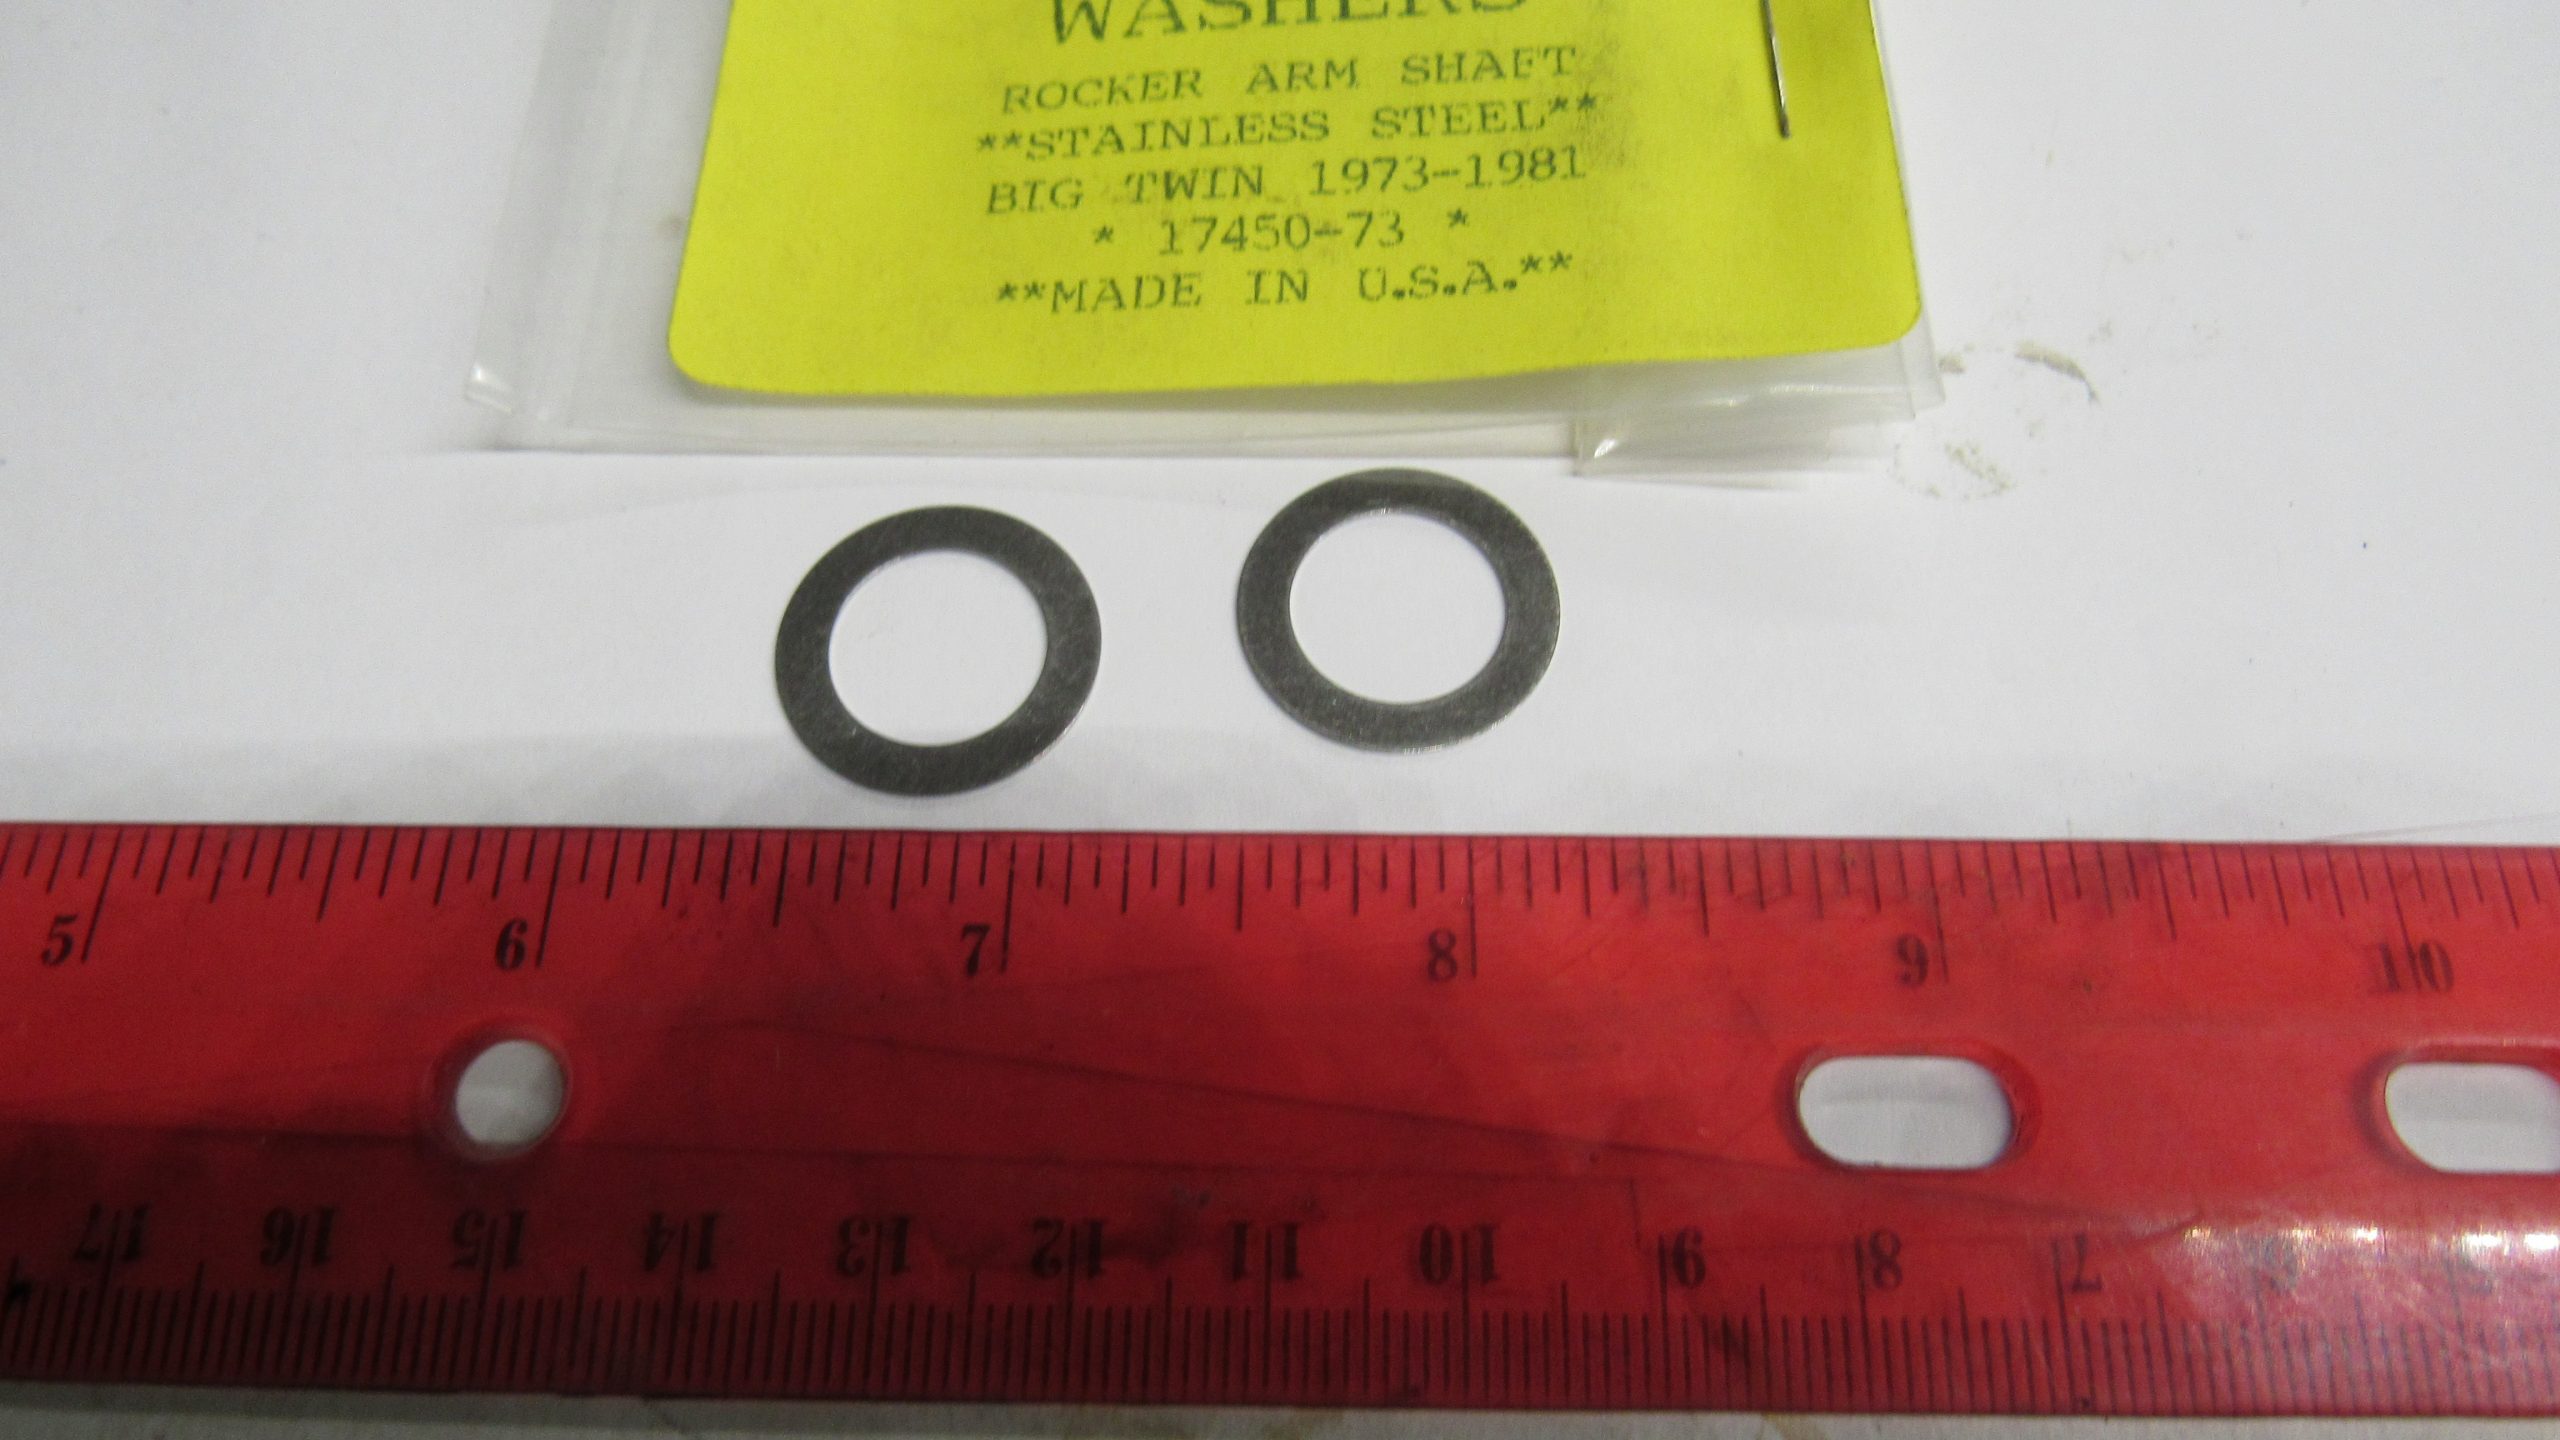 WASHERS
ROCKER ARM SHAFT
**STAINLESS STEEL**
BIG TWIN 1973-1981
* 17450-73 *
**MADE IN U.S.A.**
5 6 7 8 9 10
17 16 15 14 13 12 11 10 9 8 7